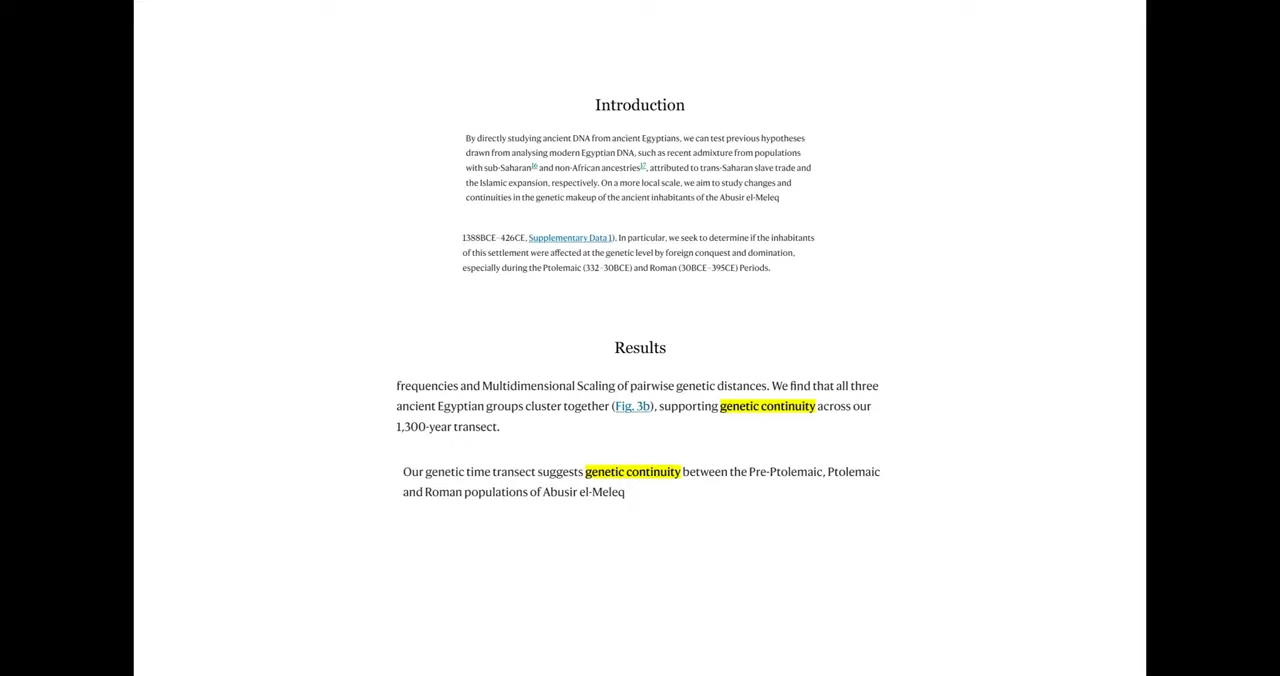 Introduction
By directly studying ancient DNA from ancient Egyptians, we can test previous hypotheses
drawn from analysing modern Egyptian DNA, such as recent admixture from populations
with sub-Saharan16 and non-African ancestries17, attributed to trans-Saharan slave trade and
the Islamic expansion, respectively. On a more local scale, we aim to study changes and
continuities in the genetic makeup of the ancient inhabitants of the Abusir el-Meleq
1388BCE–426CE, Supplementary Data 1). In particular, we seek to determine if the inhabitants
of this settlement were affected at the genetic level by foreign conquest and domination,
especially during the Ptolemaic (332–30BCE) and Roman (30BCE–395CE) Periods.
Results
frequencies and Multidimensional Scaling of pairwise genetic distances. We find that all three
ancient Egyptian groups cluster together (Fig. 3b), supporting genetic continuity across our
1,300-year transect.
Our genetic time transect suggests genetic continuity between the Pre-Ptolemaic, Ptolemaic
and Roman populations of Abusir el-Meleq